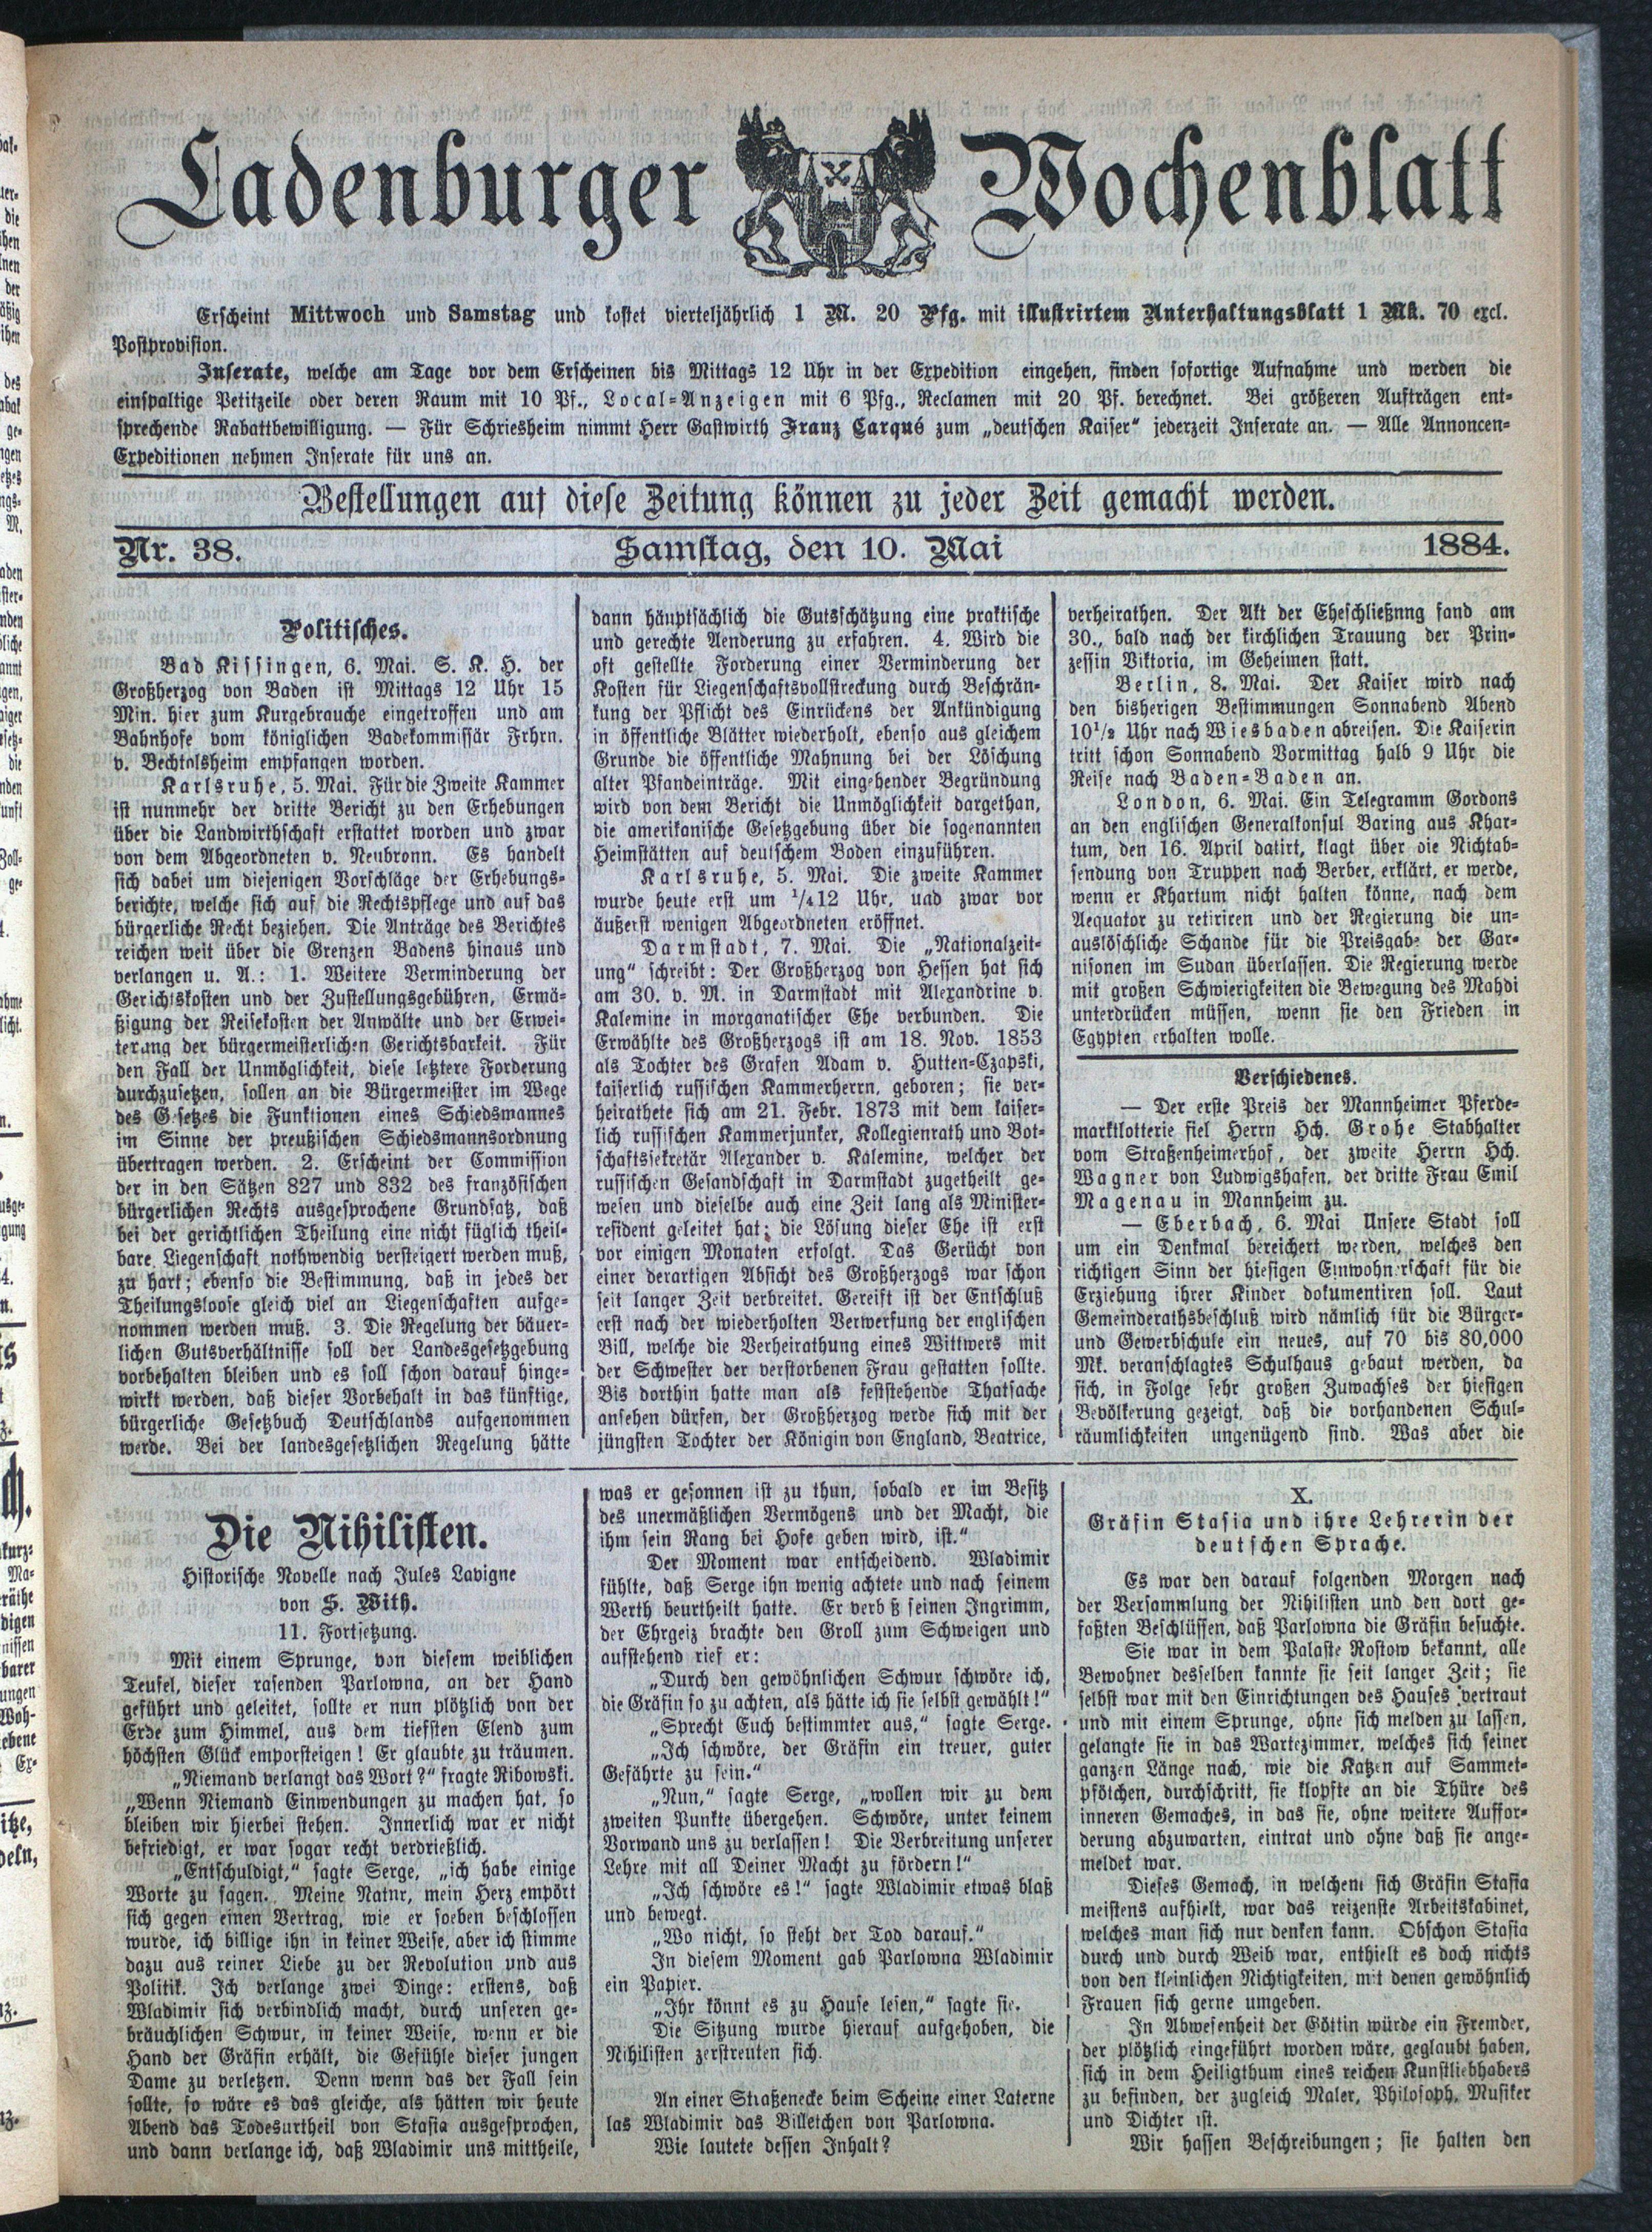 Ladenburger Wochenblatt
Erscheint Mittwoch und Samstag und kostet vierteljährlich 1 M. 20 Pfg. mit illustrirtem Unterhaltungsblatt 1 Mk. 70 excl.
Postprovision.
Inserate, welche am Tage vor dem Erscheinen bis Mittags 12 Uhr in der Expedition eingehen, finden sofortige Aufnahme und werden die
einspaltige Petitzeile oder deren Raum mit 10 Pf., Local-Anzeigen mit 6 Pfg., Reclamen mit 20 Pf. berechnet. Bei größeren Aufträgen ent-
sprechende Rabattbewilligung. — Für Schriesheim nimmt Herr Gastwirth Franz Carqué zum „deutschen Kaiser“ jederzeit Inserate an. — Alle Annoncen-
Expeditionen nehmen Inserate für uns an.
Bestellungen auf diese Zeitung können zu jeder Zeit gemacht werden.
Nr. 38. Samstag, den 10. Mai 1884.
Politisches.
Bad Kissingen, 6. Mai. S. K. H. der
Großherzog von Baden ist Mittags 12 Uhr 15
Min. hier zum Kurgebrauche eingetroffen und am
Bahnhofe vom königlichen Badekommissär Frhrn.
v. Bechtolsheim empfangen worden.
Karlsruhe, 5. Mai. Für die Zweite Kammer
ist nunmehr der dritte Bericht zu den Erhebungen
über die Landwirthschaft erstattet worden und zwar
von dem Abgeordneten v. Neubronn. Es handelt
sich dabei um diejenigen Vorschläge der Erhebungs-
berichte, welche sich auf die Rechtspflege und auf das
bürgerliche Recht beziehen. Die Anträge des Berichtes
reichen weit über die Grenzen Badens hinaus und
verlangen u. A.: 1. Weitere Verminderung der
Gerichtskosten und der Zustellungsgebühren, Ermä-
ßigung der Reisekosten der Anwälte und der Erwei-
terung der bürgermeisterlichen Gerichtsbarkeit. Für
den Fall der Unmöglichkeit, diese letztere Forderung
durchzusetzen, sollen an die Bürgermeister im Wege
des Gesetzes die Funktionen eines Schiedsmannes
im Sinne der preußischen Schiedsmannsordnung
übertragen werden. 2. Erscheint der Commission
der in den Sätzen 827 und 832 des französischen
bürgerlichen Rechts ausgesprochene Grundsatz, daß
bei der gerichtlichen Theilung eine nicht füglich theil-
bare Liegenschaft nothwendig versteigert werden muß,
zu hart; ebenso die Bestimmung, daß in jedes der
Theilungsloose gleich viel an Liegenschaften aufge-
nommen werden muß. 3. Die Regelung der bäuer-
lichen Gutsverhältnisse soll der Landesgesetzgebung
vorbehalten bleiben und es soll schon darauf hinge-
wirkt werden, daß dieser Vorbehalt in das künftige,
bürgerliche Gesetzbuch Deutschlands aufgenommen
werde. Bei der landesgesetzlichen Regelung hätte
dann häuptsächlich die Gutsschätzung eine praktische
und gerechte Aenderung zu erfahren. 4. Wird die
oft gestellte Forderung einer Verminderung der
Kosten für Liegenschaftsvollstreckung durch Beschrän-
kung der Pflicht des Einrückens der Ankündigung
in öffentliche Blätter wiederholt, ebenso aus gleichem
Grunde die öffentliche Mahnung bei der Löschung
alter Pfandeinträge. Mit eingehender Begründung
wird von dem Bericht die Unmöglichkeit dargethan,
die amerikanische Gesetzgebung über die sogenannten
Heimstätten auf deutschem Boden einzuführen.
Karlsruhe, 5. Mai. Die zweite Kammer
wurde heute erst um 1/412 Uhr, uad zwar vor
äußerst wenigen Abgeordneten eröffnet.
Darmstadt, 7. Mai. Die „Nationalzeit-
ung“ schreibt: Der Großherzog von Hessen hat sich
am 30. v. M. in Darmstadt mit Alexandrine v.
Kalemine in morganatischer Ehe verbunden. Die
Erwählte des Großherzogs ist am 18. Nov. 1853
als Tochter des Grafen Adam v. Hutten-Czapski,
kaiserlich russischen Kammerherrn, geboren; sie ver-
heirathete sich am 21. Febr. 1873 mit dem kaiser-
lich russischen Kammerjunker, Kollegienrath und Bot-
schaftssekretär Alexander v. Kalemine, welcher der
russischen Gesandschaft in Darmstadt zugetheilt ge-
wesen und dieselbe auch eine Zeit lang als Minister-
resident geleitet hat; die Lösung dieser Ehe ist erst
vor einigen Monaten erfolgt. Das Gerücht von
einer derartigen Absicht des Großherzogs war schon
seit langer Zeit verbreitet. Gereift ist der Entschluß
erst nach der wiederholten Verwerfung der englischen
Bill, welche die Verheirathung eines Wittwers mit
der Schwester der verstorbenen Frau gestatten sollte.
Bis dorthin hatte man als feststehende Thatsache
ansehen dürfen, der Großherzog werde sich mit der
jüngsten Tochter der Königin von England, Beatrice,
verheirathen. Der Akt der Eheschließnng fand am
30., bald nach der kirchlichen Trauung der Prin-
zessin Viktoria, im Geheimen statt.
Berlin, 8. Mai. Der Kaiser wird nach
den bisherigen Bestimmungen Sonnabend Abend
10 1/2 Uhr nach Wiesbaden abreisen. Die Kaiserin
tritt schon Sonnabend Vormittag halb 9 Uhr die
Reise nach Baden-Baden an.
London, 6. Mai. Ein Telegramm Gordons
an den englischen Generalkonsul Baring aus Khar-
tum, den 16. April datirt, klagt über die Nichtab-
sendung von Truppen nach Berber, erklärt, er werde,
wenn er Khartum nicht halten könne, nach dem
Aequator zu retiriren und der Regierung die un-
auslöschliche Schande für die Preisgabe der Gar-
nisonen im Sudan überlassen. Die Regierung werde
mit großen Schwierigkeiten die Bewegung des Mahdi
unterdrücken müssen, wenn sie den Frieden in
Egypten erhalten wolle.
Verschiedenes.
— Der erste Preis der Mannheimer Pferde-
marktlotterie fiel Herrn Hch. Grohe Stabhalter
vom Straßenheimerhof, der zweite Herrn Hch.
Wagner von Ludwigshafen, der dritte Frau Emil
Magenau in Mannheim zu.
— Eberbach, 6. Mai Unsere Stadt soll
um ein Denkmal bereichert werden, welches den
richtigen Sinn der hiesigen Einwohnerschaft für die
Erziehung ihrer Kinder dokumentiren soll. Laut
Gemeinderathsbeschluß wird nämlich für die Bürger-
und Gewerbschule ein neues, auf 70 bis 80,000
Mk. veranschlagtes Schulhaus gebaut werden, da
sich, in Folge sehr großen Zuwachses der hiesigen
Bevölkerung gezeigt, daß die vorhandenen Schul-
räumlichkeiten ungenügend sind. Was aber die
Die Nihilisten.
Historische Novelle nach Jules Lavigne
von S. With.
11. Fortsetzung.
Mit einem Sprunge, von diesem weiblichen
Teufel, dieser rasenden Parlowna, an der Hand
geführt und geleitet, sollte er nun plötzlich von der
Erde zum Himmel, aus dem tiefsten Elend zum
höchsten Glück emporsteigen! Er glaubte zu träumen.
„Niemand verlangt das Wort?“ fragte Ribowski.
„Wenn Niemand Einwendungen zu machen hat, so
bleiben wir hierbei stehen. Innerlich war er nicht
befriedigt, er war sogar recht verdrießlich.
„Entschuldigt,“ sagte Serge, „ich habe einige
Worte zu sagen. Meine Natnr, mein Herz empört
sich gegen einen Vertrag, wie er soeben beschlossen
wurde, ich billige ihn in keiner Weise, aber ich stimme
dazu aus reiner Liebe zu der Revolution und aus
Politik. Ich verlange zwei Dinge: erstens, daß
Wladimir sich verbindlich macht, durch unseren ge-
bräuchlichen Schwur, in keiner Weise, wenn er die
Hand der Gräfin erhält, die Gefühle dieser jungen
Dame zu verletzen. Denn wenn das der Fall sein
sollte, so wäre es das gleiche, als hätten wir heute
Abend das Todesurtheil von Stasia ausgesprochen,
und dann verlange ich, daß Wladimir uns mittheile,
was er gesonnen ist zu thun, sobald er im Besitz
des unermäßlichen Vermögens und der Macht, die
ihm sein Rang bei Hofe geben wird, ist.“
Der Moment war entscheidend. Wladimir
fühlte, daß Serge ihn wenig achtete und nach seinem
Werth beurtheilt hatte. Er verb ß seinen Ingrimm,
der Ehrgeiz brachte den Groll zum Schweigen und
aufstehend rief er:
„Durch den gewöhnlichen Schwur schwöre ich,
die Gräfin so zu achten, als hätte ich sie selbst gewählt!“
„Sprecht Euch bestimmter aus,“ sagte Serge.
„Ich schwöre, der Gräfin ein treuer, guter
Gefährte zu sein.“
„Nun,“ sagte Serge, „wollen wir zu dem
zweiten Punkte übergehen. Schwöre, unter keinem
Vorwand uns zu verlassen! Die Verbreitung unserer
Lehre mit all Deiner Macht zu fördern!“
„Ich schwöre es!“ sagte Wladimir etwas blaß
und bewegt.
„Wo nicht, so steht der Tod darauf.“
In diesem Moment gab Parlowna Wladimir
ein Papier.
„Ihr könnt es zu Hause lesen,“ sagte sie.
Die Sitzung wurde hierauf aufgehoben, die
Nihilisten zerstreuten sich.
An einer Straßenecke beim Scheine einer Laterne
las Wladimir das Billetchen von Parlowna.
Wie lautete dessen Inhalt?
X.
Gräfin Stasia und ihre Lehrerin der
deutschen Sprache.
Es war den darauf folgenden Morgen nach
der Versammlung der Nihilisten und den dort ge-
faßten Beschlüssen, daß Parlowna die Gräfin besuchte.
Sie war in dem Palaste Rostow bekannt, alle
Bewohner desselben kannte sie seit langer Zeit; sie
selbst war mit den Einrichtungen des Hauses vertraut
und mit einem Sprunge, ohne sich melden zu lassen,
gelangte sie in das Wartezimmer, welches sich seiner
ganzen Länge nach, wie die Katzen auf Sammet-
pfötchen, durchschritt, sie klopfte an die Thüre des
inneren Gemaches, in das sie, ohne weitere Auffor-
derung abzuwarten, eintrat und ohne daß sie ange-
meldet war.
Dieses Gemach, in welchem sich Gräfin Stasia
meistens aufhielt, war das reizenste Arbeitskabinet,
welches man sich nur denken kann. Obschon Stasia
durch und durch Weib war, enthielt es doch nichts
von den kleinlichen Nichtigkeiten, mit denen gewöhnlich
Frauen sich gerne umgeben.
In Abwesenheit der Göttin würde ein Fremder,
der plötzlich eingeführt worden wäre, geglaubt haben,
sich in dem Heiligthum eines reichen Kunstliebhabers
zu befinden, der zugleich Maler, Philosoph, Musiker
und Dichter ist.
Wir hassen Beschreibungen; sie halten den